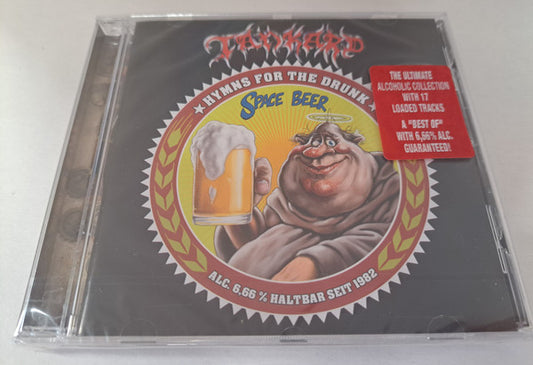 TANKARD
HYMNS FOR THE DRUNK
SPACE BEER
THE ULTIMATE
ALCOHOLIC COLLECTION
WITH 17
LOADED TRACKS
A "BEST OF"
WITH 6,66% ALC.
GUARANTEED!
ALC. 6.66 % HALTBAR SEIT 1982